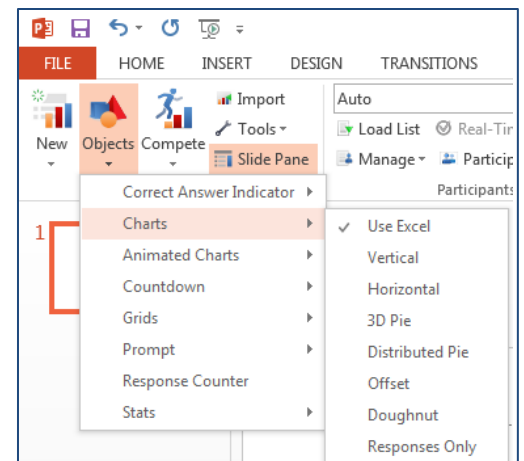 FILE HOME INSERT DESIGN TRANSITIONS
Import Auto
Tools Load List Real-Tim
New Objects Compete Slide Pane Manage Particip
Participants
1
Correct Answer Indicator
Charts
Animated Charts
Countdown
Grids
Prompt
Response Counter
Stats
Use Excel
Vertical
Horizontal
3D Pie
Distributed Pie
Offset
Doughnut
Responses Only